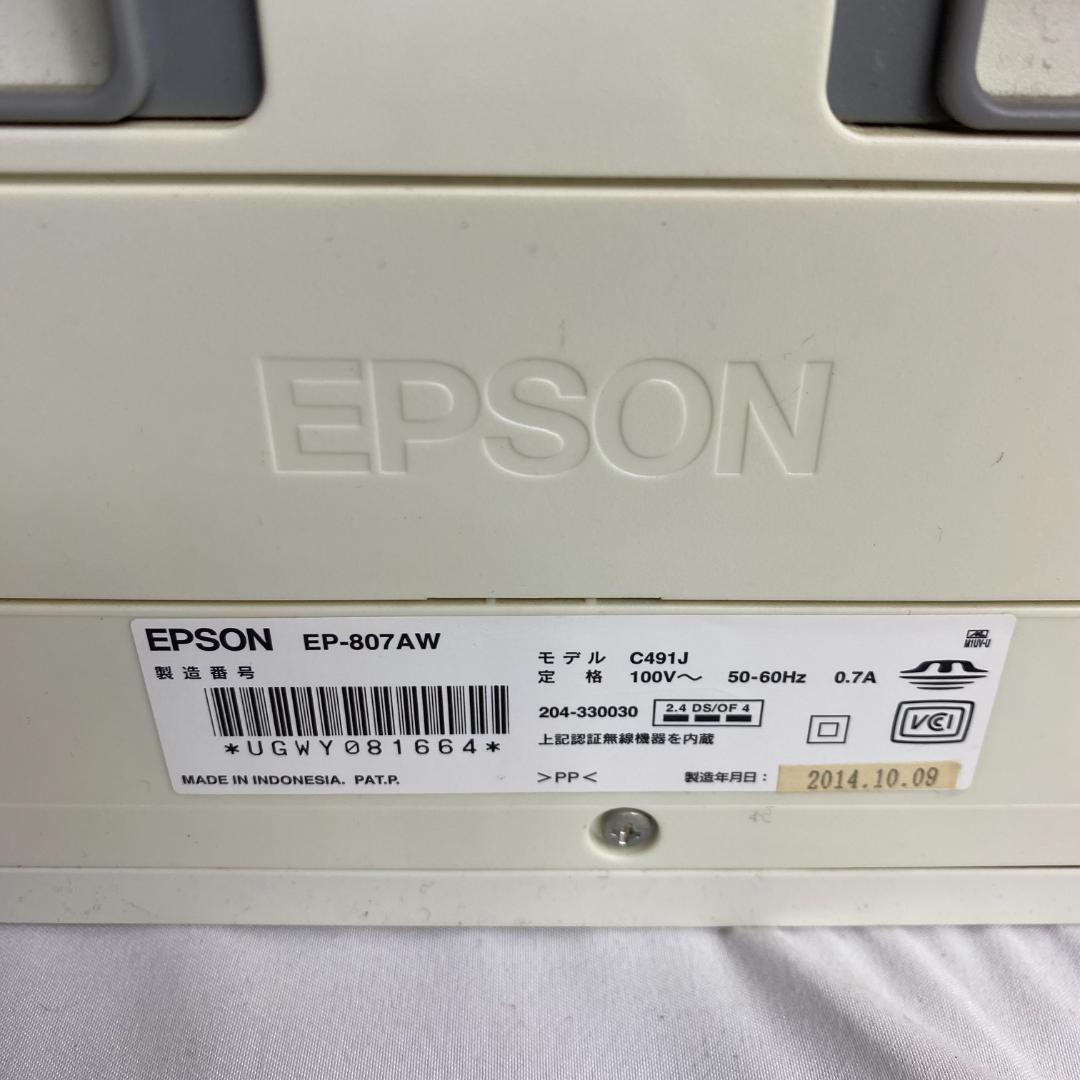 EPSON
EPSON EP-807AW
製造番号
*UGWY081664*
MADE IN INDONESIA. PAT.P.
モデル C491J
定格 100V～ 50-60Hz 0.7A
204-330030 2.4 DS/OF 4
上記認証無線機器を内蔵
>PP<
製造年月日： 2014.10.09
VCCI